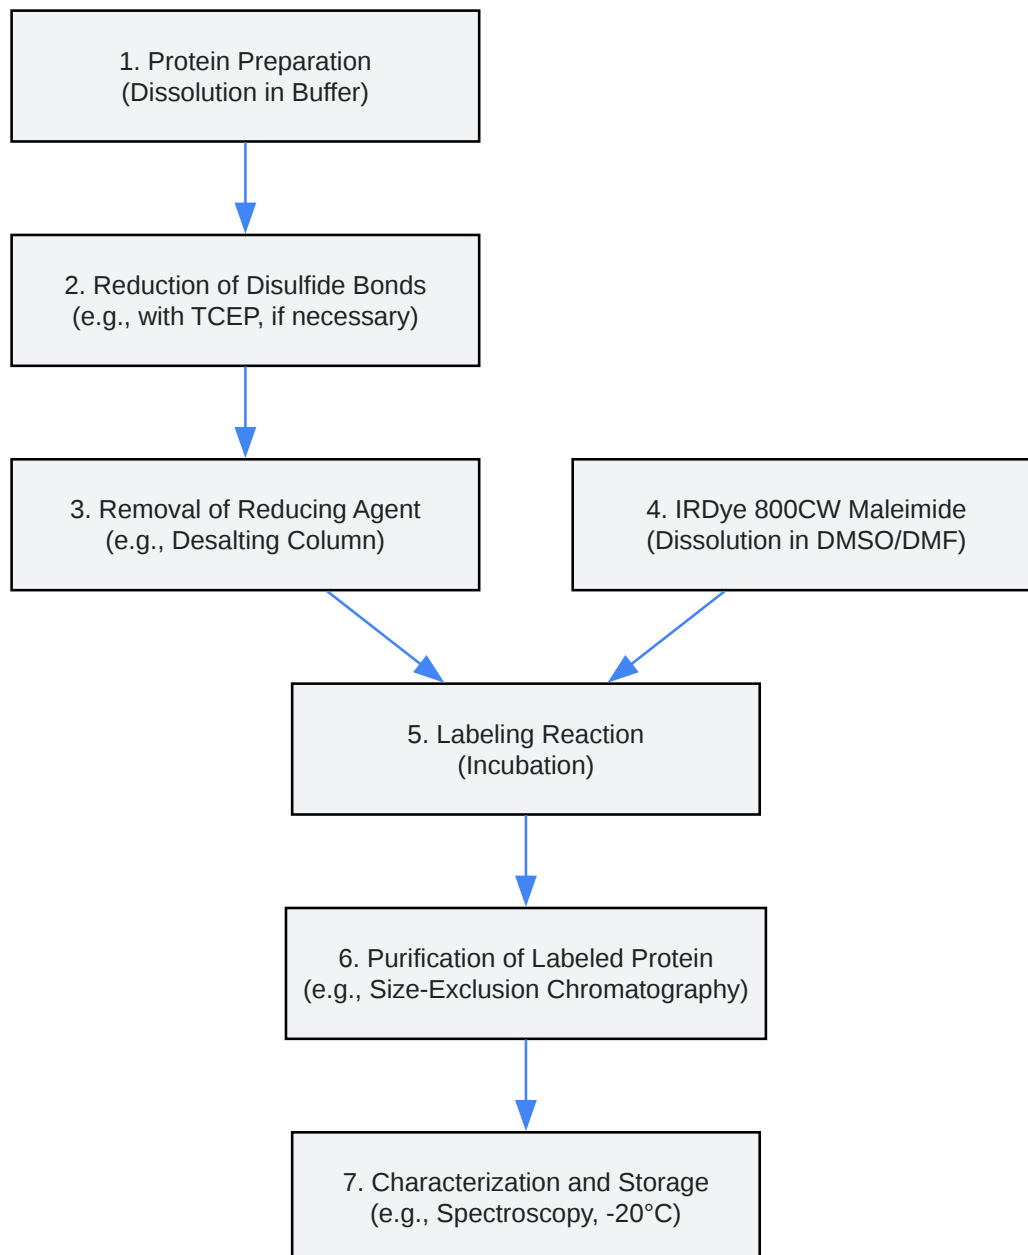 1. Protein Preparation
(Dissolution in Buffer)
2. Reduction of Disulfide Bonds
(e.g., with TCEP, if necessary)
3. Removal of Reducing Agent
(e.g., Desalting Column)
4. IRDye 800CW Maleimide
(Dissolution in DMSO/DMF)
5. Labeling Reaction
(Incubation)
6. Purification of Labeled Protein
(e.g., Size-Exclusion Chromatography)
7. Characterization and Storage
(e.g., Spectroscopy, -20°C)